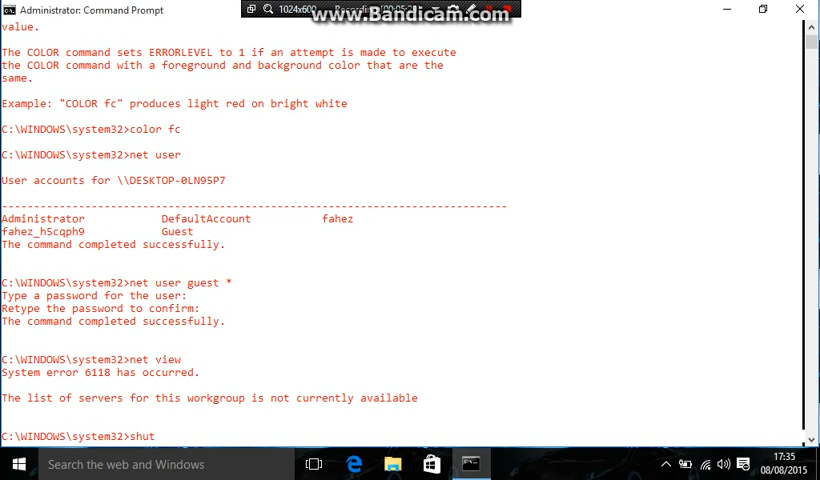 Administrator: Command Prompt
1024x600
www.Bandicam.com
value.
The COLOR command sets ERRORLEVEL to 1 if an attempt is made to execute
the COLOR command with a foreground and background color that are the
same.
Example: "COLOR fc" produces light red on bright white
C:\WINDOWS\system32>color fc
C:\WINDOWS\system32>net user
User accounts for \\DESKTOP-0LN95P7
-------------------------------------------------------------------------------
Administrator DefaultAccount fahez
fahez_h5cqph9 Guest
The command completed successfully.
C:\WINDOWS\system32>net user guest *
Type a password for the user:
Retype the password to confirm:
The command completed successfully.
C:\WINDOWS\system32>net view
System error 6118 has occurred.
The list of servers for this workgroup is not currently available
C:\WINDOWS\system32>shut
Search the web and Windows
17:35
08/08/2015